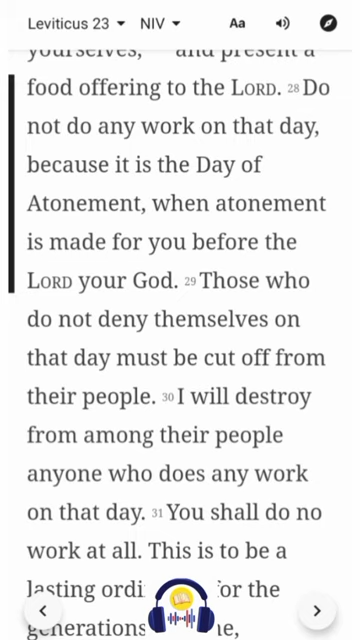 Leviticus 23 NIV Aa
yourselves, and present a
food offering to the LORD. 28 Do
not do any work on that day,
because it is the Day of
Atonement, when atonement
is made for you before the
LORD your God. 29 Those who
do not deny themselves on
that day must be cut off from
their people. 30 I will destroy
from among their people
anyone who does any work
on that day. 31 You shall do no
work at all. This is to be a
lasting for the
generations